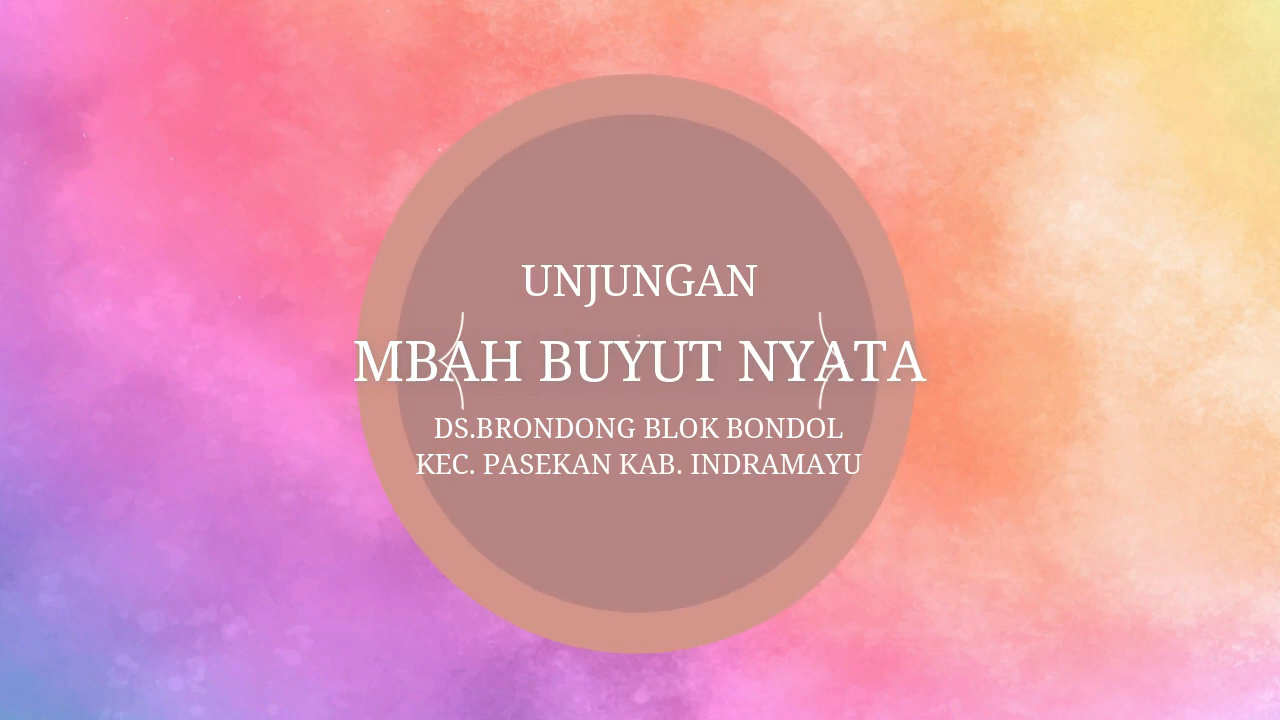 UNJUNGAN
MBAH BUYUT NYATA
DS.BRONDONG BLOK BONDOL
KEC. PASEKAN KAB. INDRAMAYU